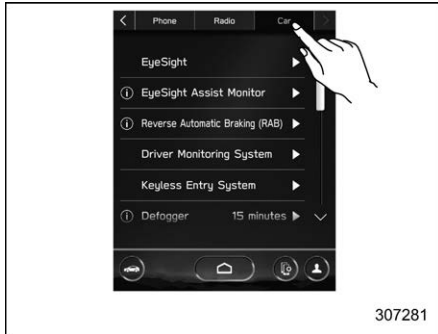 Phone Radio Car
EyeSight
EyeSight Assist Monitor
Reverse Automatic Braking (RAB)
Driver Monitoring System
Keyless Entry System
Defogger 15 minutes
307281